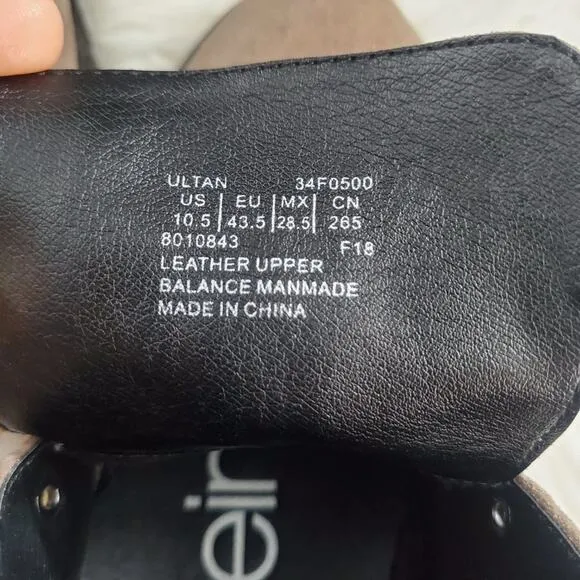 ULTAN 34F0500
US | EU | MX | CN
10.5 | 43.5 | 28.5 | 265
8010843 F18
LEATHER UPPER
BALANCE MANMADE
MADE IN CHINA
ein